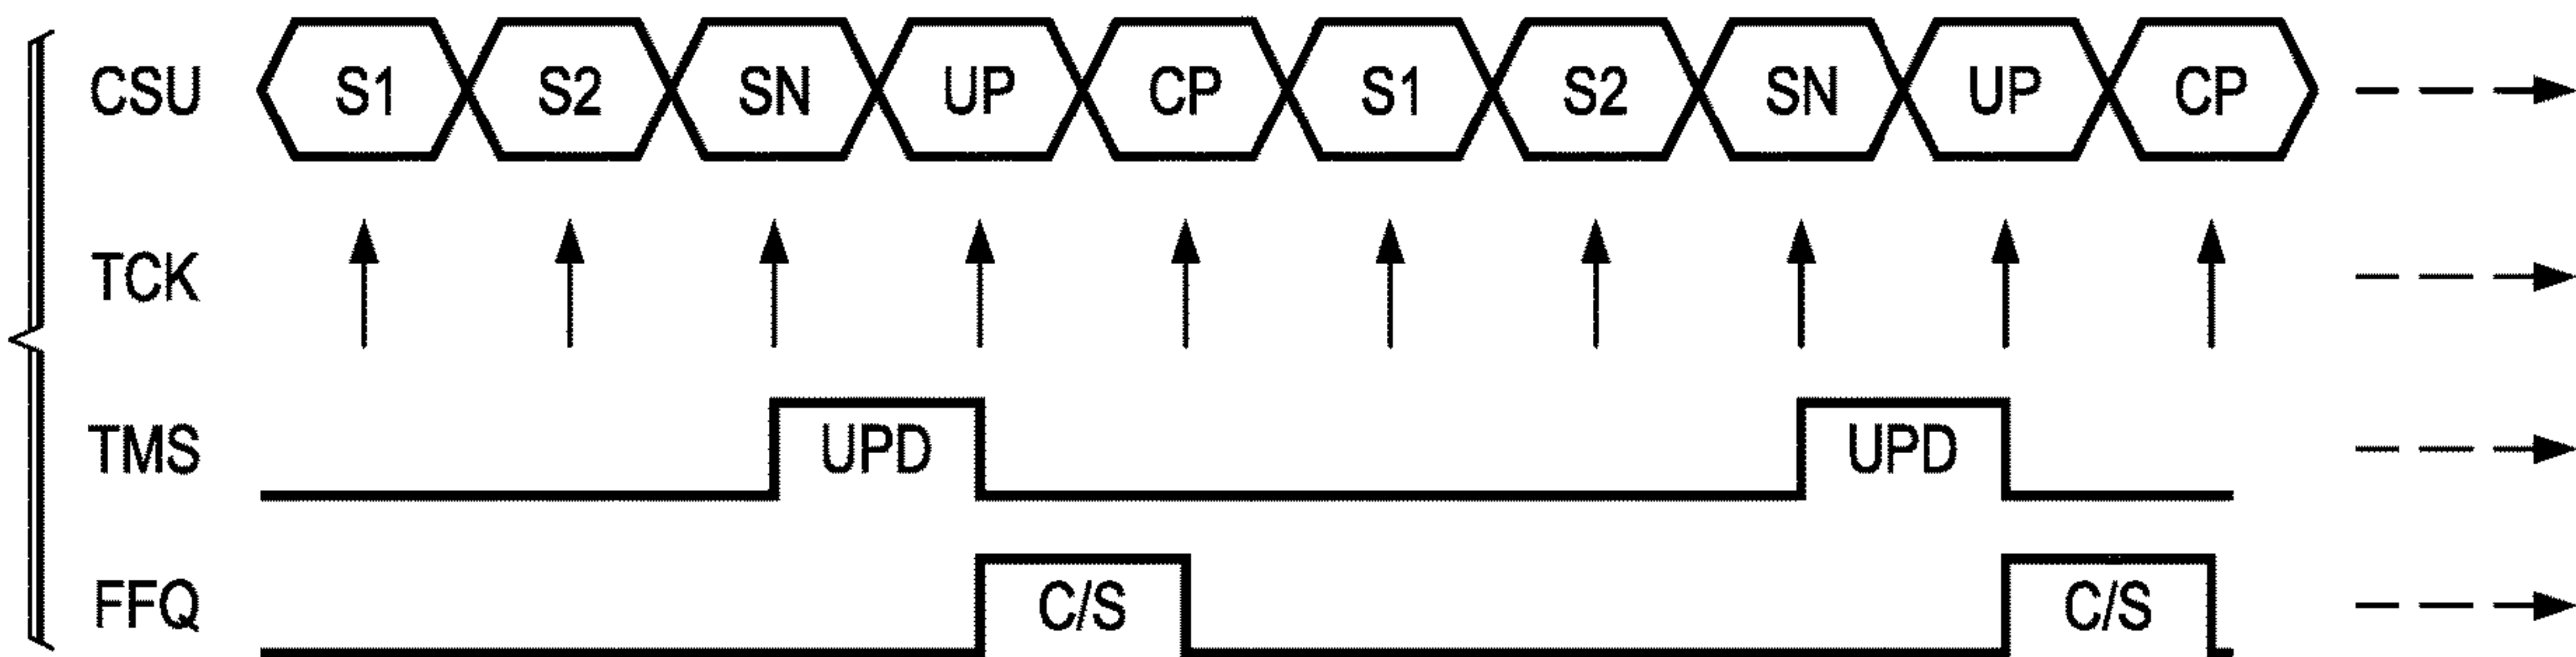 CSU S1 S2 SN UP CP S1 S2 SN UP CP
TCK
TMS UPD UPD
FFQ C/S C/S